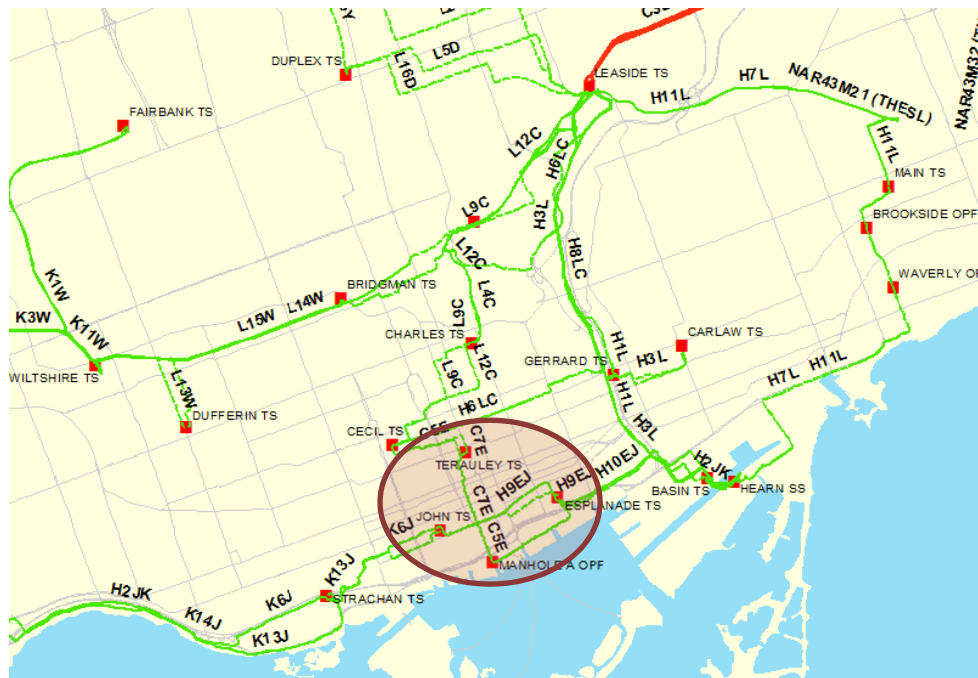 DUPLEX TS
L5D
L16D
LEASIDE TS
H7L
NAR43M21 (THESL)
H11L
FAIRBANK TS
L12C
H6LC
H11L
MAIN TS
L9C
H3L
BROOKSIDE OPF
L12C
H8LC
K1W
BRIDGMAN TS
L4C
WAVERLY OP
K3W
L15W
L14W
L9C
K11W
CHARLES TS
CARLAW TS
WILTSHIRE TS
L12C
GERRARD TS
H1L
H3L
L13W
L9C
H7L
H11L
DUFFERIN TS
H6LC
H1L
CECIL TS
C5E
C7E
H3L
TERAULEY TS
H10EJ
H2JK
C7E
H9EJ
H9EJ
BASIN TS
HEARN SS
ESPLANADE TS
JOHN TS
K6J
C5E
MANHOLE A OPF
K13J
H2JK
K6J
STRACHAN TS
K14J
K13J